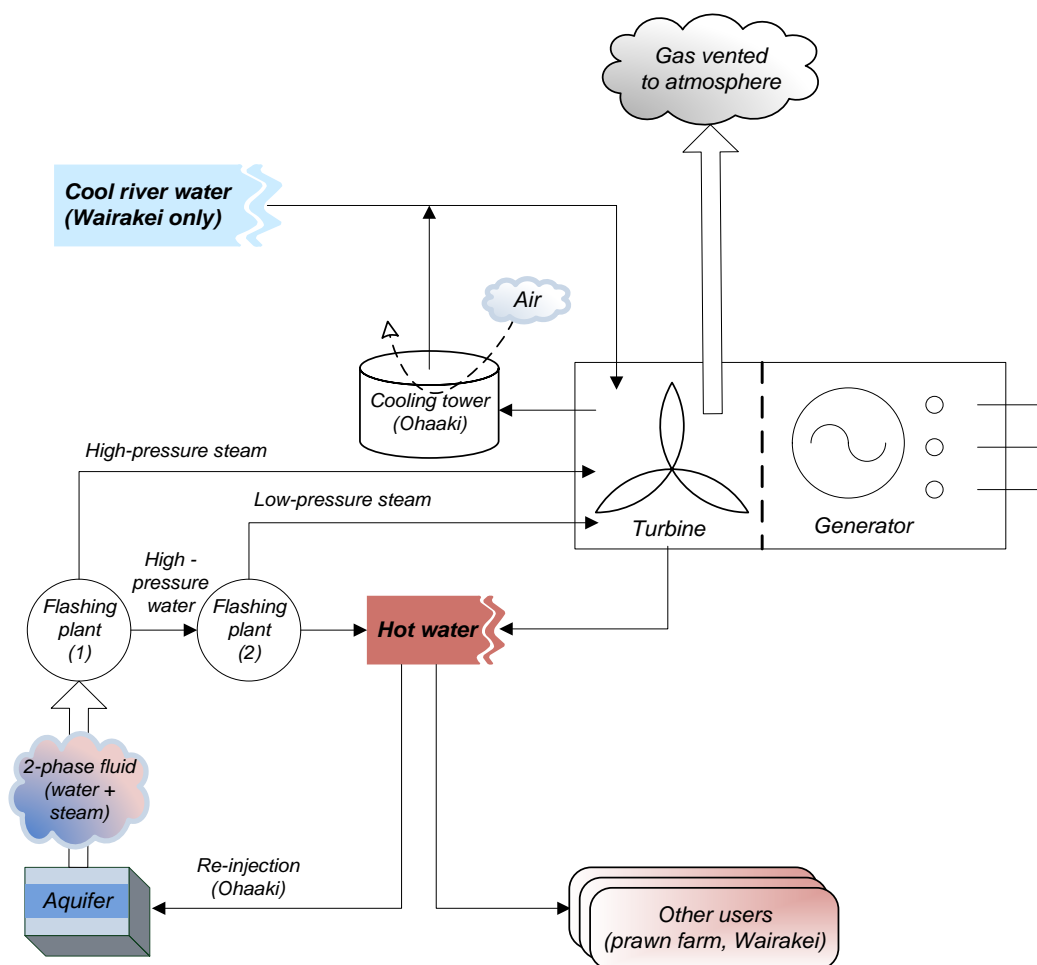 Gas vented
to atmosphere
Cool river water
(Wairakei only)
Air
Cooling tower
(Ohaaki)
High-pressure steam
Low-pressure steam
Turbine
Generator
High -
pressure
water
Flashing
plant
(1)
Flashing
plant
(2)
Hot water
2-phase fluid
(water +
steam)
Re-injection
(Ohaaki)
Aquifer
Other users
(prawn farm, Wairakei)